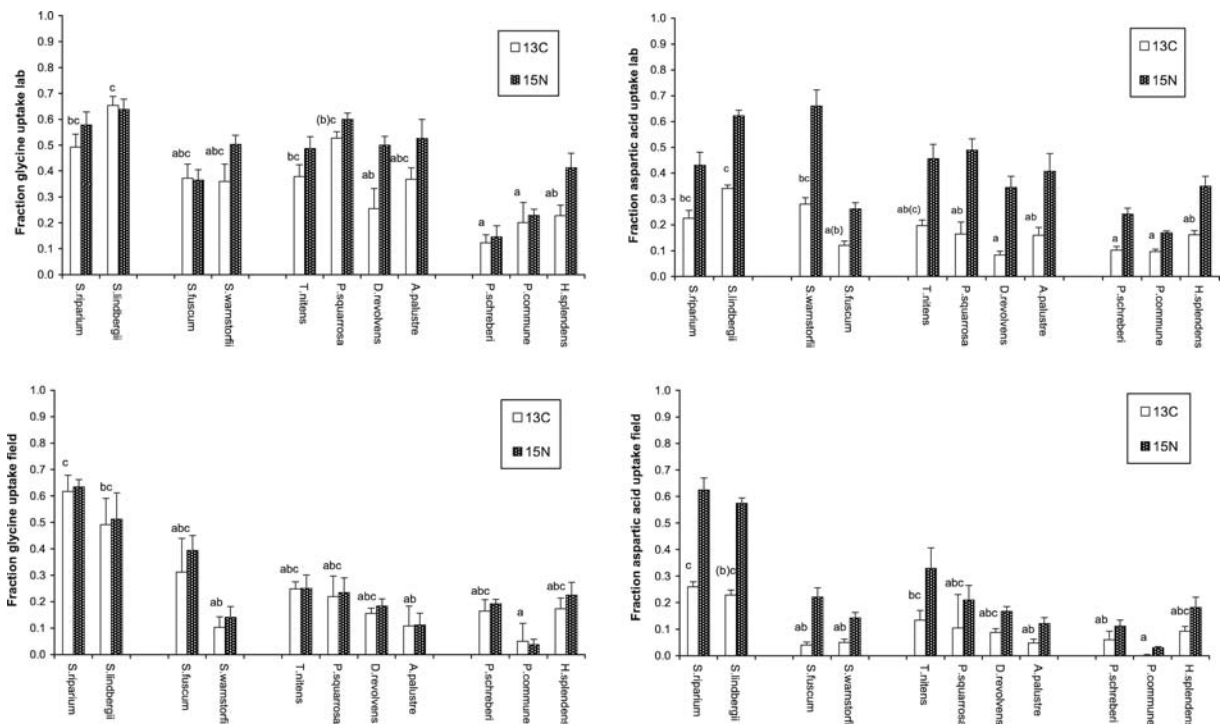 Fraction glycine uptake lab
1.0
0.9
0.8
0.7
0.6
0.5
0.4
0.3
0.2
0.1
0.0
13C
15N
bc
c
abc
abc
bc
(b)c
ab
abc
a
a
ab
S.riparium
S.lindbergii
S.fuscum
S.warnstorfii
T.nitens
P.squarrosa
D.revolvens
A.palustre
P.schreberi
P.commune
H.splendens
Fraction aspartic acid uptake lab
1.0
0.9
0.8
0.7
0.6
0.5
0.4
0.3
0.2
0.1
0.0
13C
15N
bc
c
bc
a(b)
ab(c)
ab
a
ab
a
a
ab
S.riparium
S.lindbergii
S.warnstorfii
S.fuscum
T.nitens
P.squarrosa
D.revolvens
A.palustre
P.schreberi
P.commune
H.splendens
Fraction glycine uptake field
1.0
0.9
0.8
0.7
0.6
0.5
0.4
0.3
0.2
0.1
0.0
13C
15N
c
bc
abc
ab
abc
abc
abc
ab
abc
a
abc
S.riparium
S.lindbergii
S.fuscum
S.warnstorfii
T.nitens
P.squarrosa
D.revolvens
A.palustre
P.schreberi
P.commune
H.splendens
Fraction aspartic acid uptake field
1.0
0.9
0.8
0.7
0.6
0.5
0.4
0.3
0.2
0.1
0.0
13C
15N
c
(b)c
ab
ab
bc
abc
abc
ab
ab
a
abc
S.riparium
S.lindbergii
S.fuscum
S.warnstorfii
T.nitens
P.squarrosa
D.revolvens
A.palustre
P.schreberi
P.commune
H.splendens